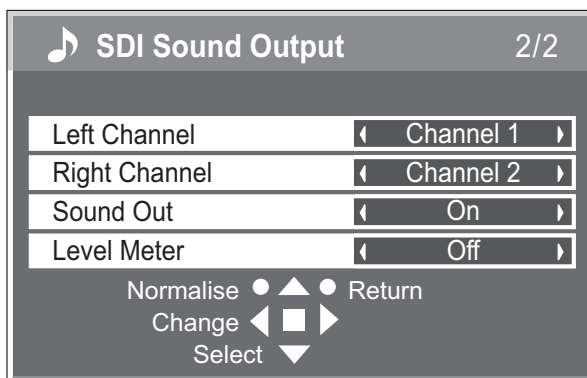 SDI Sound Output 2/2
Left Channel Channel 1
Right Channel Channel 2
Sound Out On
Level Meter Off
Normalise Return
Change
Select